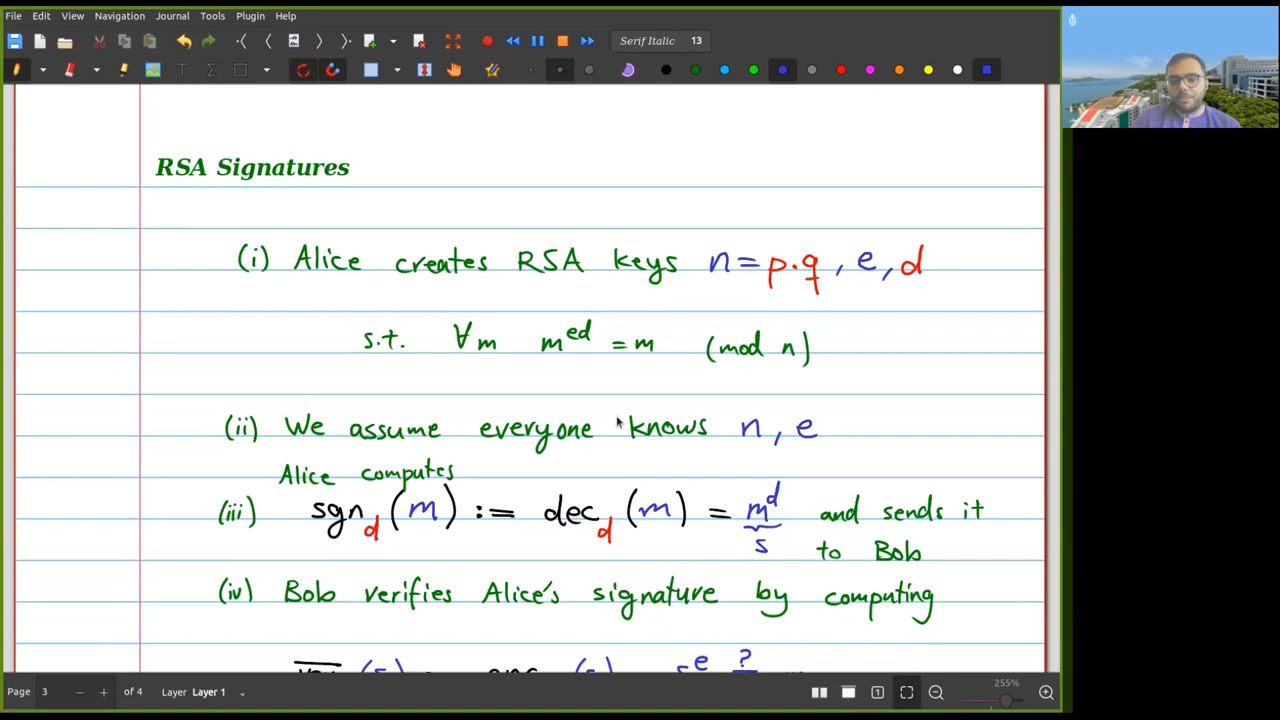 File Edit View Navigation Journal Tools Plugin Help
Serif Italic 13
RSA Signatures
(i) Alice creates RSA keys n = p.q , e, d
s.t. ∀m m^ed = m (mod n)
(ii) We assume everyone knows n , e
Alice computes
(iii) sgn_d (m) := dec_d (m) = m^d and sends it
s to Bob
(iv) Bob verifies Alice's signature by computing
s^e ?
Page 3 of 4 Layer Layer 1 255%